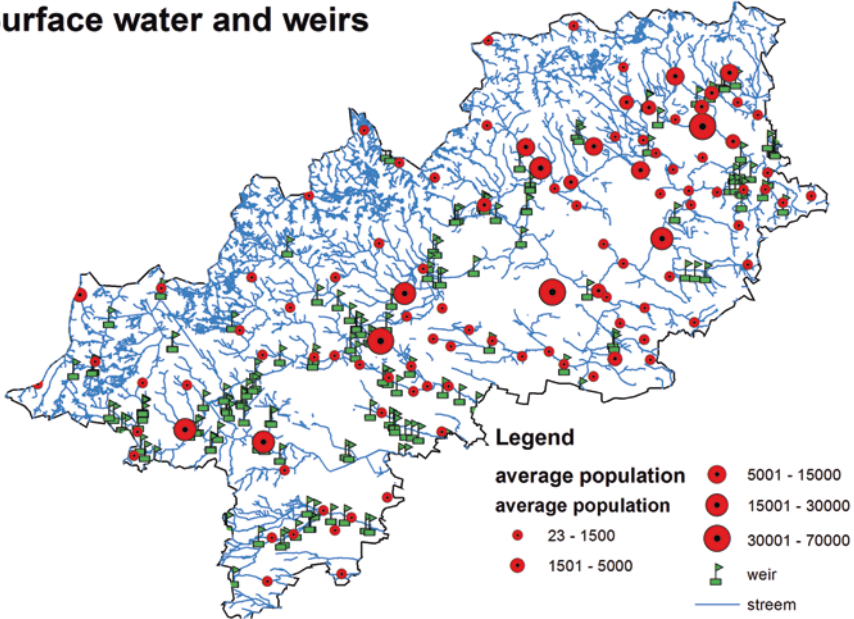 urface water and weirs
Legend
average population
average population
23 - 1500
1501 - 5000
5001 - 15000
15001 - 30000
30001 - 70000
weir
streem